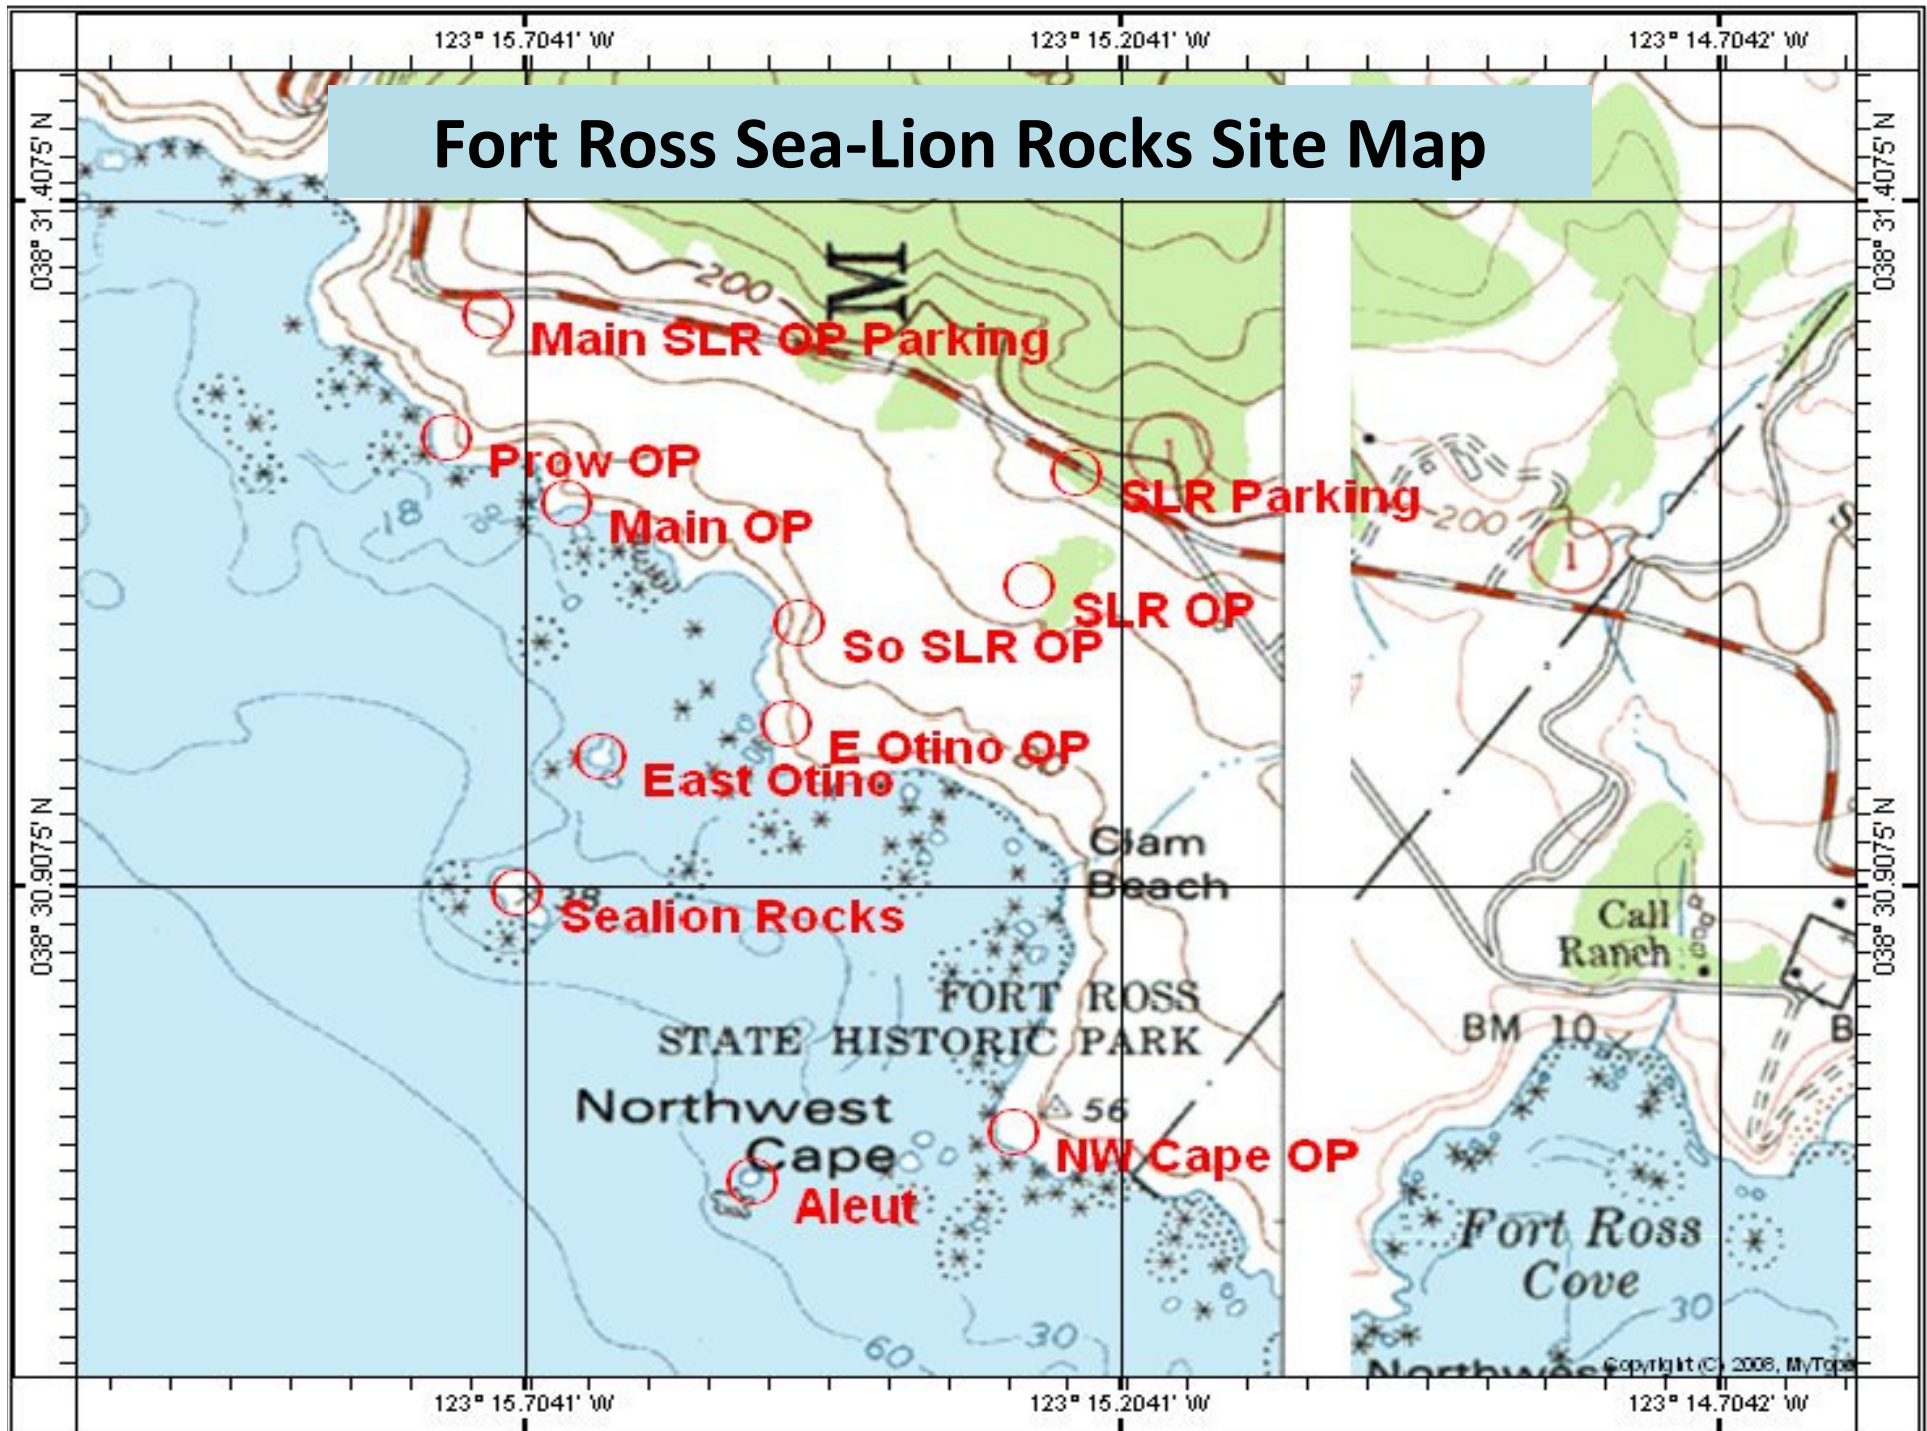 123° 15.7041' W
123° 15.2041' W
123° 14.7042' W
Fort Ross Sea-Lion Rocks Site Map
038° 31.4075' N
038° 31.4075' N
M
200
Main SLR OP Parking
Prow OP
SLR Parking
18
Main OP
200
1
SLR OP
So SLR OP
E Otino OP
80
East Otino
038° 30.9075' N
038° 30.9075' N
Clam
Beach
38
Sealion Rocks
Call
Ranch
FORT ROSS
STATE HISTORIC PARK
BM 10
B
Northwest
Cape
56
NW Cape OP
Aleut
Fort Ross
Cove
30
30
60
Northwest
Copyright (C) 2008, MyTopo
123° 15.7041' W
123° 15.2041' W
123° 14.7042' W